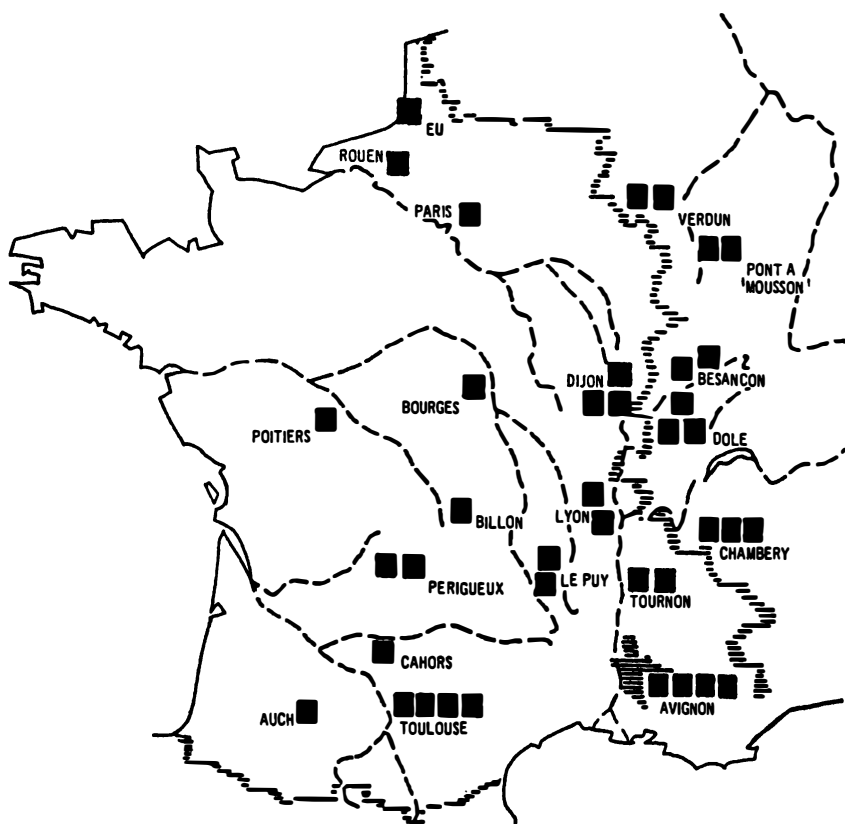 EU
ROUEN
PARIS
VERDUN
PONT A
MOUSSON
DIJON
BESANCON
BOURGES
POITIERS
DOLE
BILLON
LYON
CHAMBERY
PERIGUEUX
LE PUY
TOURNON
CAHORS
AUCH
TOULOUSE
AVIGNON